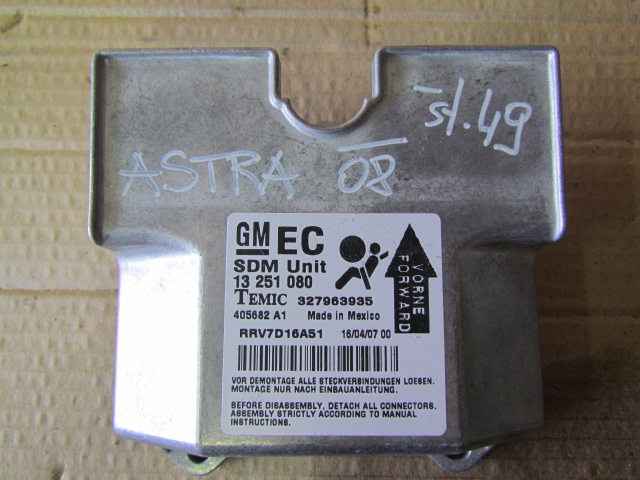 sl.49
ASTRA 08
GM EC
SDM Unit
13 251 080
TEMIC 327963935
405682 A1 Made in Mexico
RRV7D16A51 16/04/07 00
VORNE
FORWARD
VOR DEMONTAGE ALLE STECKVERBINDUNGEN LOESEN.
MONTAGE NUR NACH EINBAUANLEITUNG.
BEFORE DISASSEMBLY, DETACH ALL CONNECTORS.
ASSEMBLY STRICTLY ACCORDING TO MANUAL
INSTRUCTIONS.